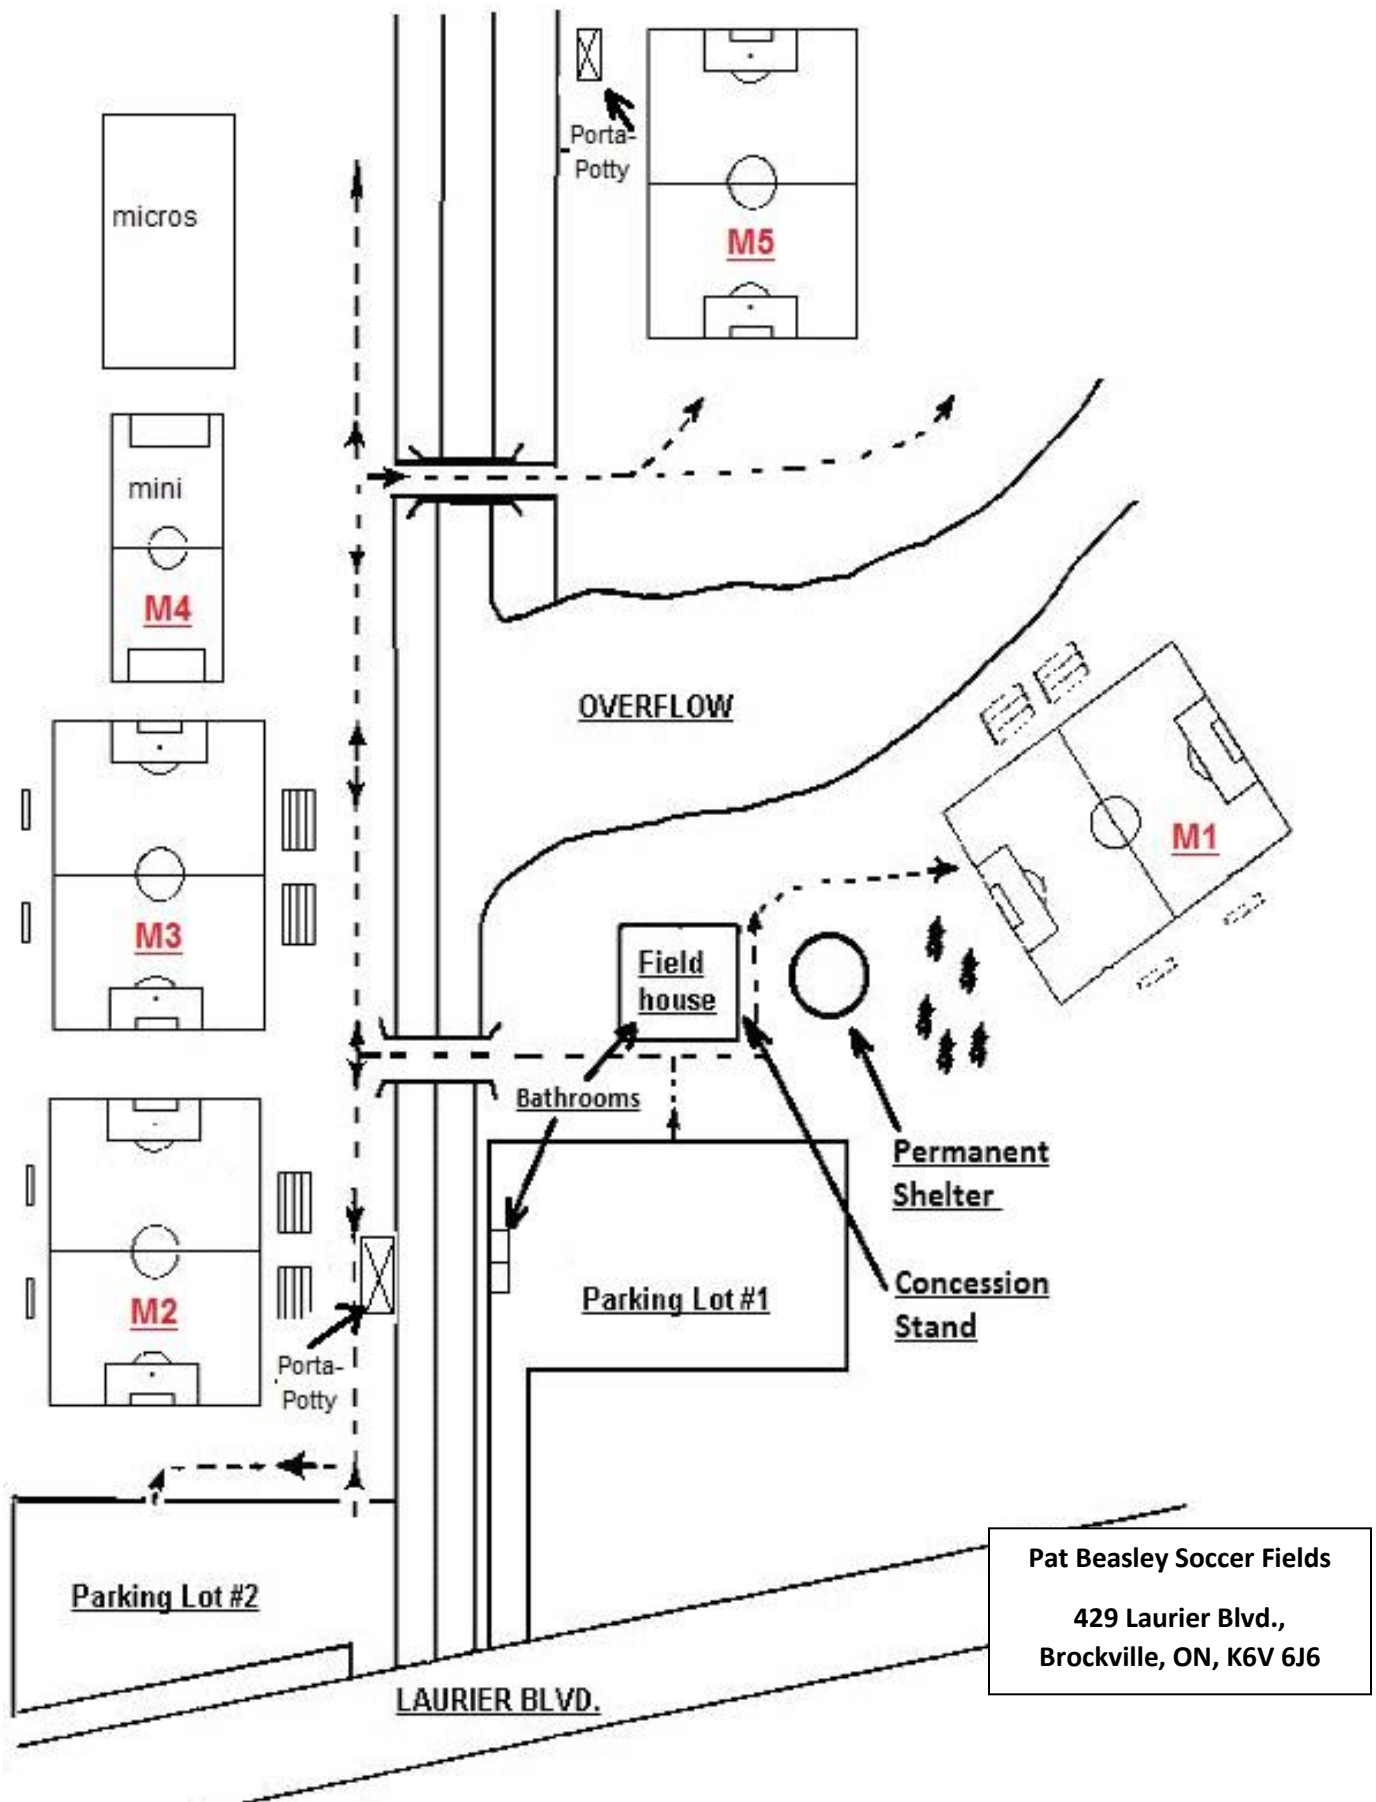 Porta-
Potty
micros
M5
mini
M4
OVERFLOW
M1
M3
Field
house
Bathrooms
Permanent
Shelter
M2
Parking Lot #1
Concession
Stand
Porta-
Potty
Parking Lot #2
Pat Beasley Soccer Fields
429 Laurier Blvd.,
Brockville, ON, K6V 6J6
LAURIER BLVD.